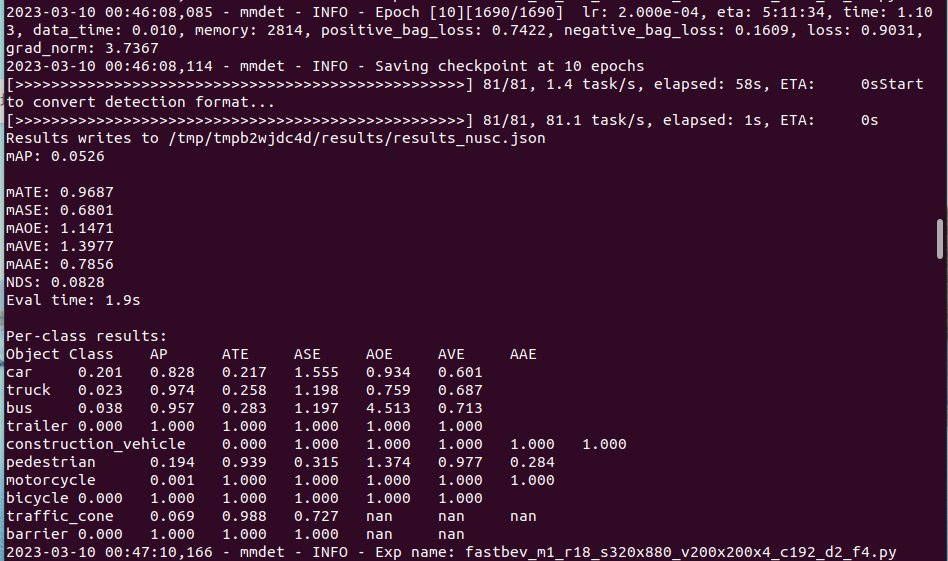 2023-03-10 00:46:08,085 - mmdet - INFO - Epoch [10][1690/1690]  lr: 2.000e-04, eta: 5:11:34, time: 1.10
3, data_time: 0.010, memory: 2814, positive_bag_loss: 0.7422, negative_bag_loss: 0.1609, loss: 0.9031,
grad_norm: 3.7367
2023-03-10 00:46:08,114 - mmdet - INFO - Saving checkpoint at 10 epochs
[>>>>>>>>>>>>>>>>>>>>>>>>>>>>>>>>>>>>>>>>>>>>>>>>>>] 81/81, 1.4 task/s, elapsed: 58s, ETA:     0sStart
to convert detection format...
[>>>>>>>>>>>>>>>>>>>>>>>>>>>>>>>>>>>>>>>>>>>>>>>>>>] 81/81, 81.1 task/s, elapsed: 1s, ETA:     0s
Results writes to /tmp/tmpb2wjdc4d/results/results_nusc.json
mAP: 0.0526
mATE: 0.9687
mASE: 0.6801
mAOE: 1.1471
mAVE: 1.3977
mAAE: 0.7856
NDS: 0.0828
Eval time: 1.9s
Per-class results:
Object Class    AP      ATE     ASE     AOE     AVE     AAE
car     0.201   0.828   0.217   1.555   0.934   0.601
truck   0.023   0.974   0.258   1.198   0.759   0.687
bus     0.038   0.957   0.283   1.197   4.513   0.713
trailer 0.000   1.000   1.000   1.000   1.000   1.000
construction_vehicle    0.000   1.000   1.000   1.000   1.000   1.000
pedestrian      0.194   0.939   0.315   1.374   0.977   0.284
motorcycle      0.001   1.000   1.000   1.000   1.000   1.000
bicycle 0.000   1.000   1.000   1.000   1.000   1.000
traffic_cone    0.069   0.988   0.727   nan     nan     nan
barrier 0.000   1.000   1.000   1.000   nan     nan
2023-03-10 00:47:10,166 - mmdet - INFO - Exp name: fastbev_m1_r18_s320x880_v200x200x4_c192_d2_f4.py